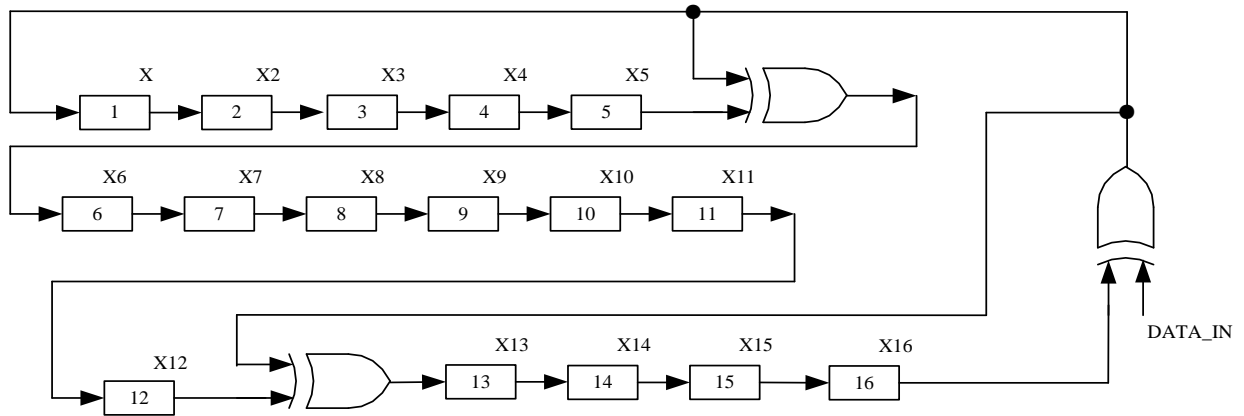 X X2 X3 X4 X5
1 2 3 4 5
X6 X7 X8 X9 X10 X11
6 7 8 9 10 11
DATA_IN
X12 X13 X14 X15 X16
12 13 14 15 16